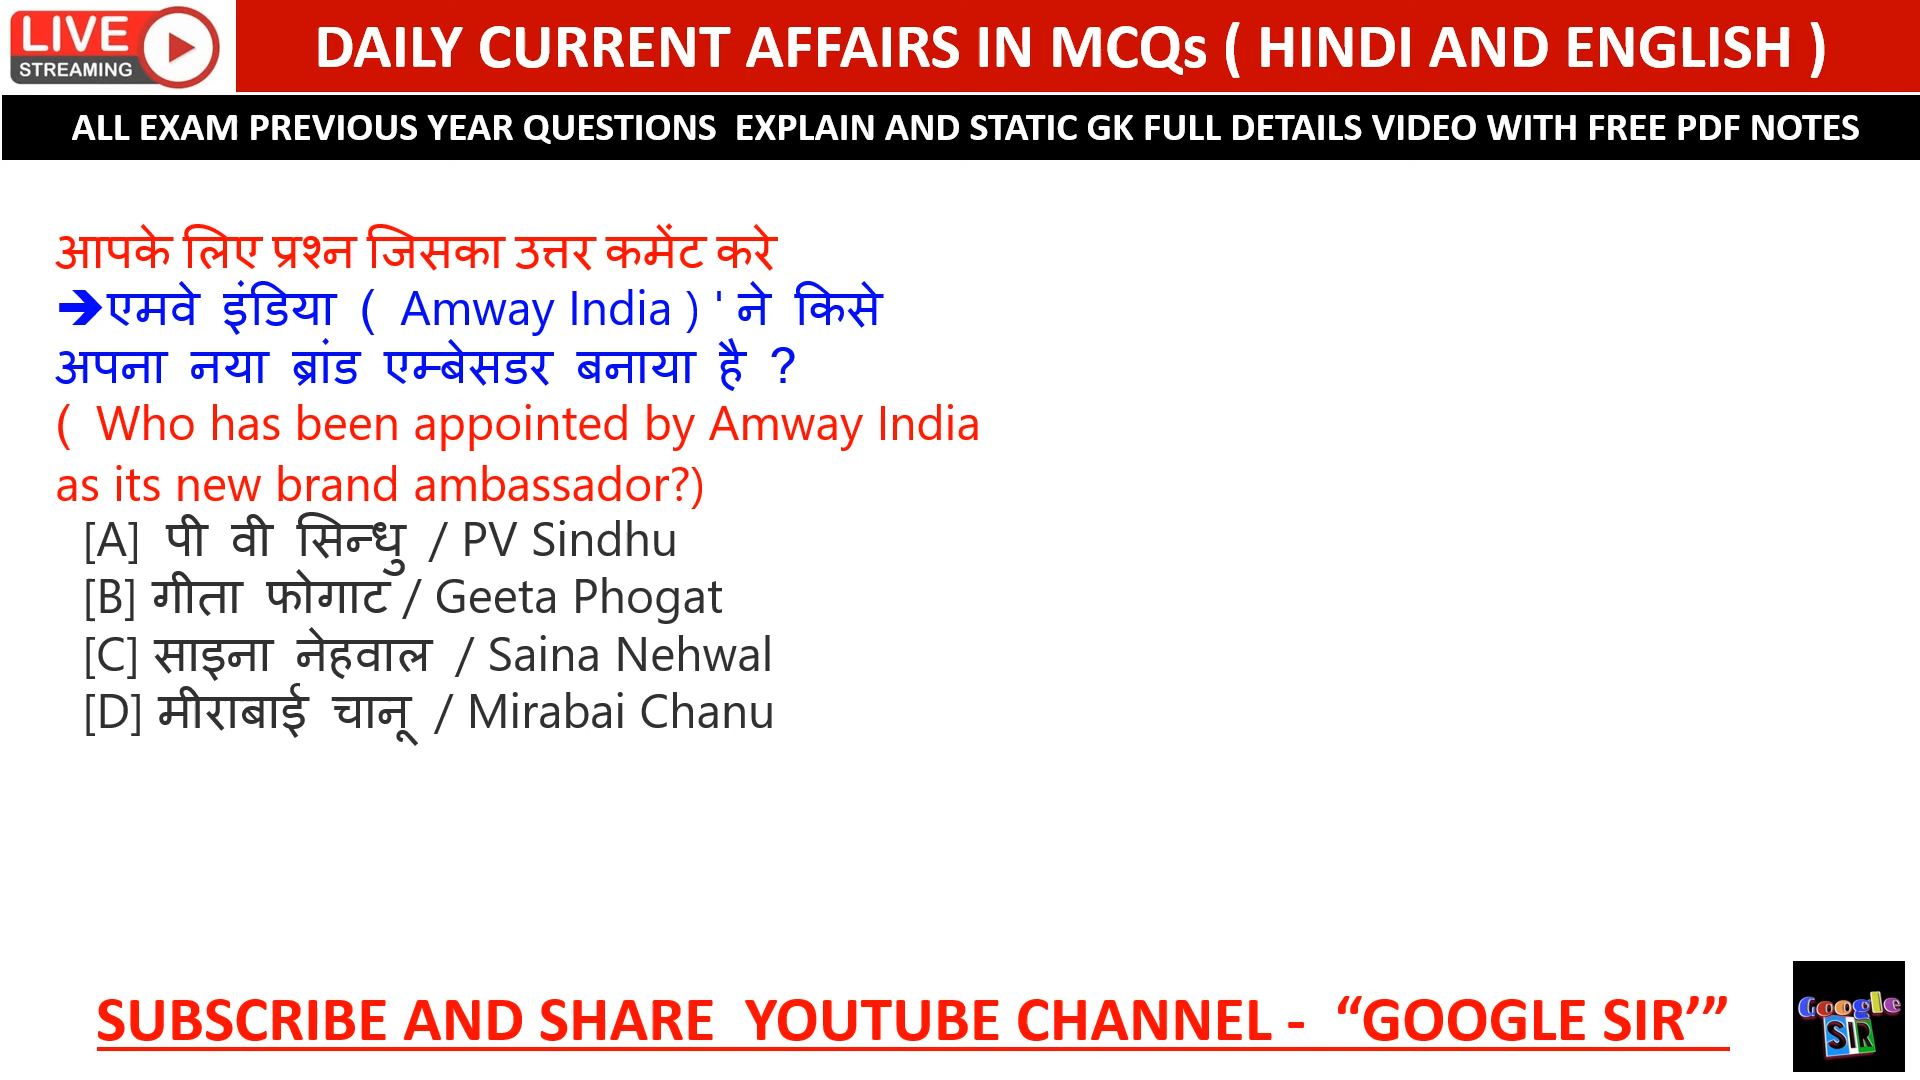 LIVE
STREAMING
DAILY CURRENT AFFAIRS IN MCQs ( HINDI AND ENGLISH )
ALL EXAM PREVIOUS YEAR QUESTIONS EXPLAIN AND STATIC GK FULL DETAILS VIDEO WITH FREE PDF NOTES
आपके लिए प्रश्न जिसका उत्तर कमेंट करे
➔एमवे इंडिया ( Amway India ) ' ने किसे
अपना नया ब्रांड एम्बेसडर बनाया है ?
( Who has been appointed by Amway India
as its new brand ambassador?)
[A] पी वी सिन्धु / PV Sindhu
[B] गीता फोगाट / Geeta Phogat
[C] साइना नेहवाल / Saina Nehwal
[D] मीराबाई चानू / Mirabai Chanu
SUBSCRIBE AND SHARE YOUTUBE CHANNEL - “GOOGLE SIR’”
Google
SIR